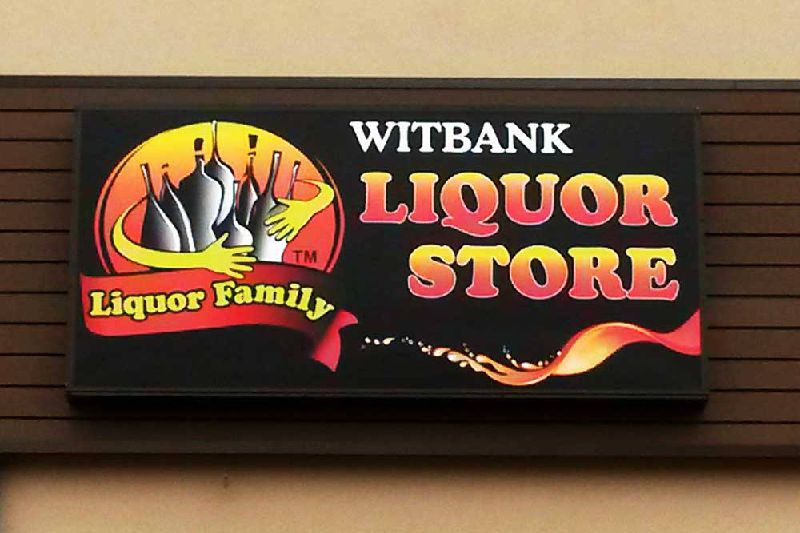 WITBANK
LIQUOR
STORE
TM
Liquor Family